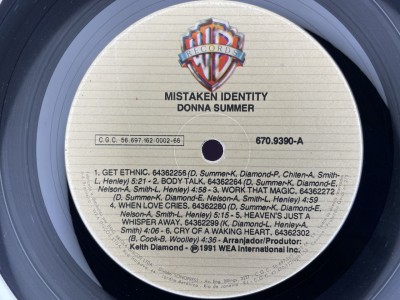 WB
RECORDS
MISTAKEN IDENTITY
DONNA SUMMER
C.G.C. 56.697.162.0002-66
670.9390-A
1. GET ETHNIC. 64362256 (D. Summer-K. Diamond-P. Chiten-A. Smith-
L. Henley) 5:21 - 2. BODY TALK. 64362264 (D. Summer-K. Diamond-E.
Nelson-A. Smith-L. Henley) 4:58 - 3. WORK THAT MAGIC. 64362272
(D. Summer-K. Diamond-E. Nelson-A. Smith-L. Henley) 4:59
4. WHEN LOVE CRIES. 64362280 (D. Summer-K. Diamond-E.
Nelson-A. Smith-L. Henley) 5:15 - 5. HEAVEN'S JUST A
WHISPER AWAY. 64362299 (K. Diamond-V. Henley-A.
Klimax) 4:06 - 6. CRY OF A WAKING HEART. 64362302
(B. Cook-B. Woolley) 4:36 - Arranjador/Produtor:
Keith Diamond - ℗1991 WEA International Inc.